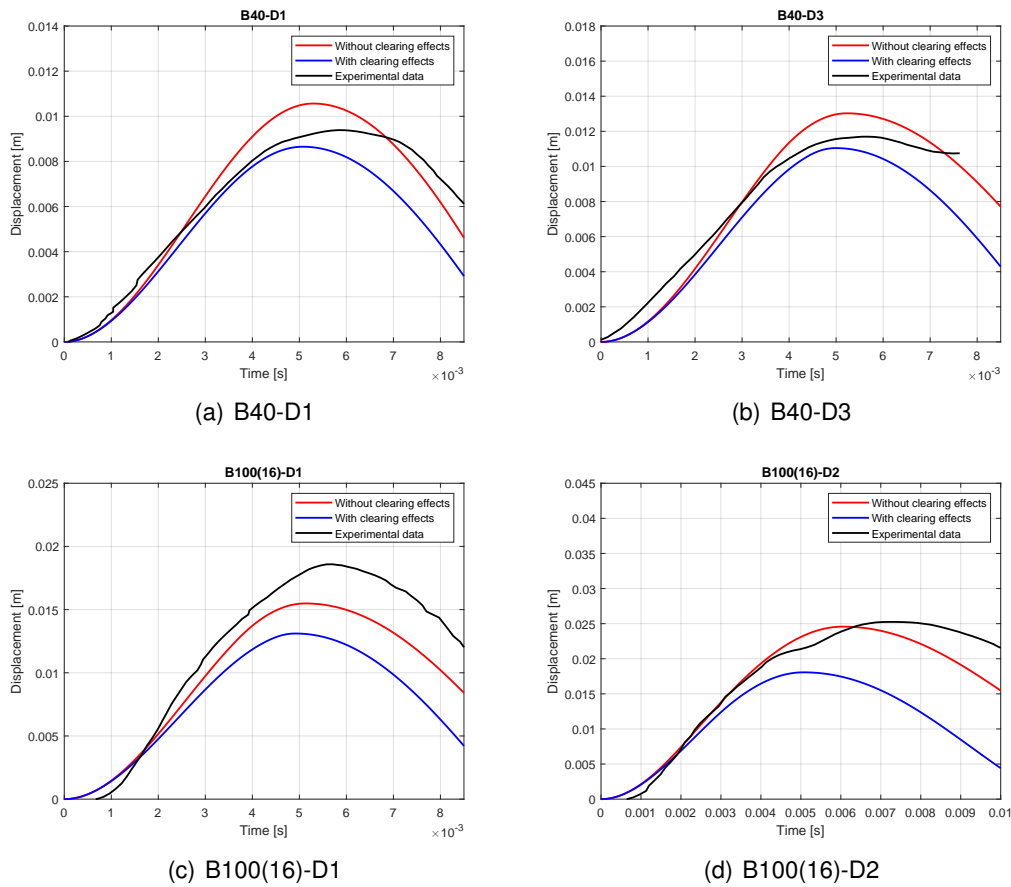 B40-D1
0.014
0.012
0.01
0.008
0.006
0.004
0.002
0
Displacement [m]
Without clearing effects
With clearing effects
Experimental data
0 1 2 3 4 5 6 7 8
Time [s]
×10⁻³
(a) B40-D1
B40-D3
0.018
0.016
0.014
0.012
0.01
0.008
0.006
0.004
0.002
0
Displacement [m]
Without clearing effects
With clearing effects
Experimental data
0 1 2 3 4 5 6 7 8
Time [s]
×10⁻³
(b) B40-D3
B100(16)-D1
0.025
0.02
0.015
0.01
0.005
0
Displacement [m]
Without clearing effects
With clearing effects
Experimental data
0 1 2 3 4 5 6 7 8
Time [s]
×10⁻³
(c) B100(16)-D1
B100(16)-D2
0.045
0.04
0.035
0.03
0.025
0.02
0.015
0.01
0.005
0
Displacement [m]
Without clearing effects
With clearing effects
Experimental data
0 0.001 0.002 0.003 0.004 0.005 0.006 0.007 0.008 0.009 0.01
Time [s]
(d) B100(16)-D2